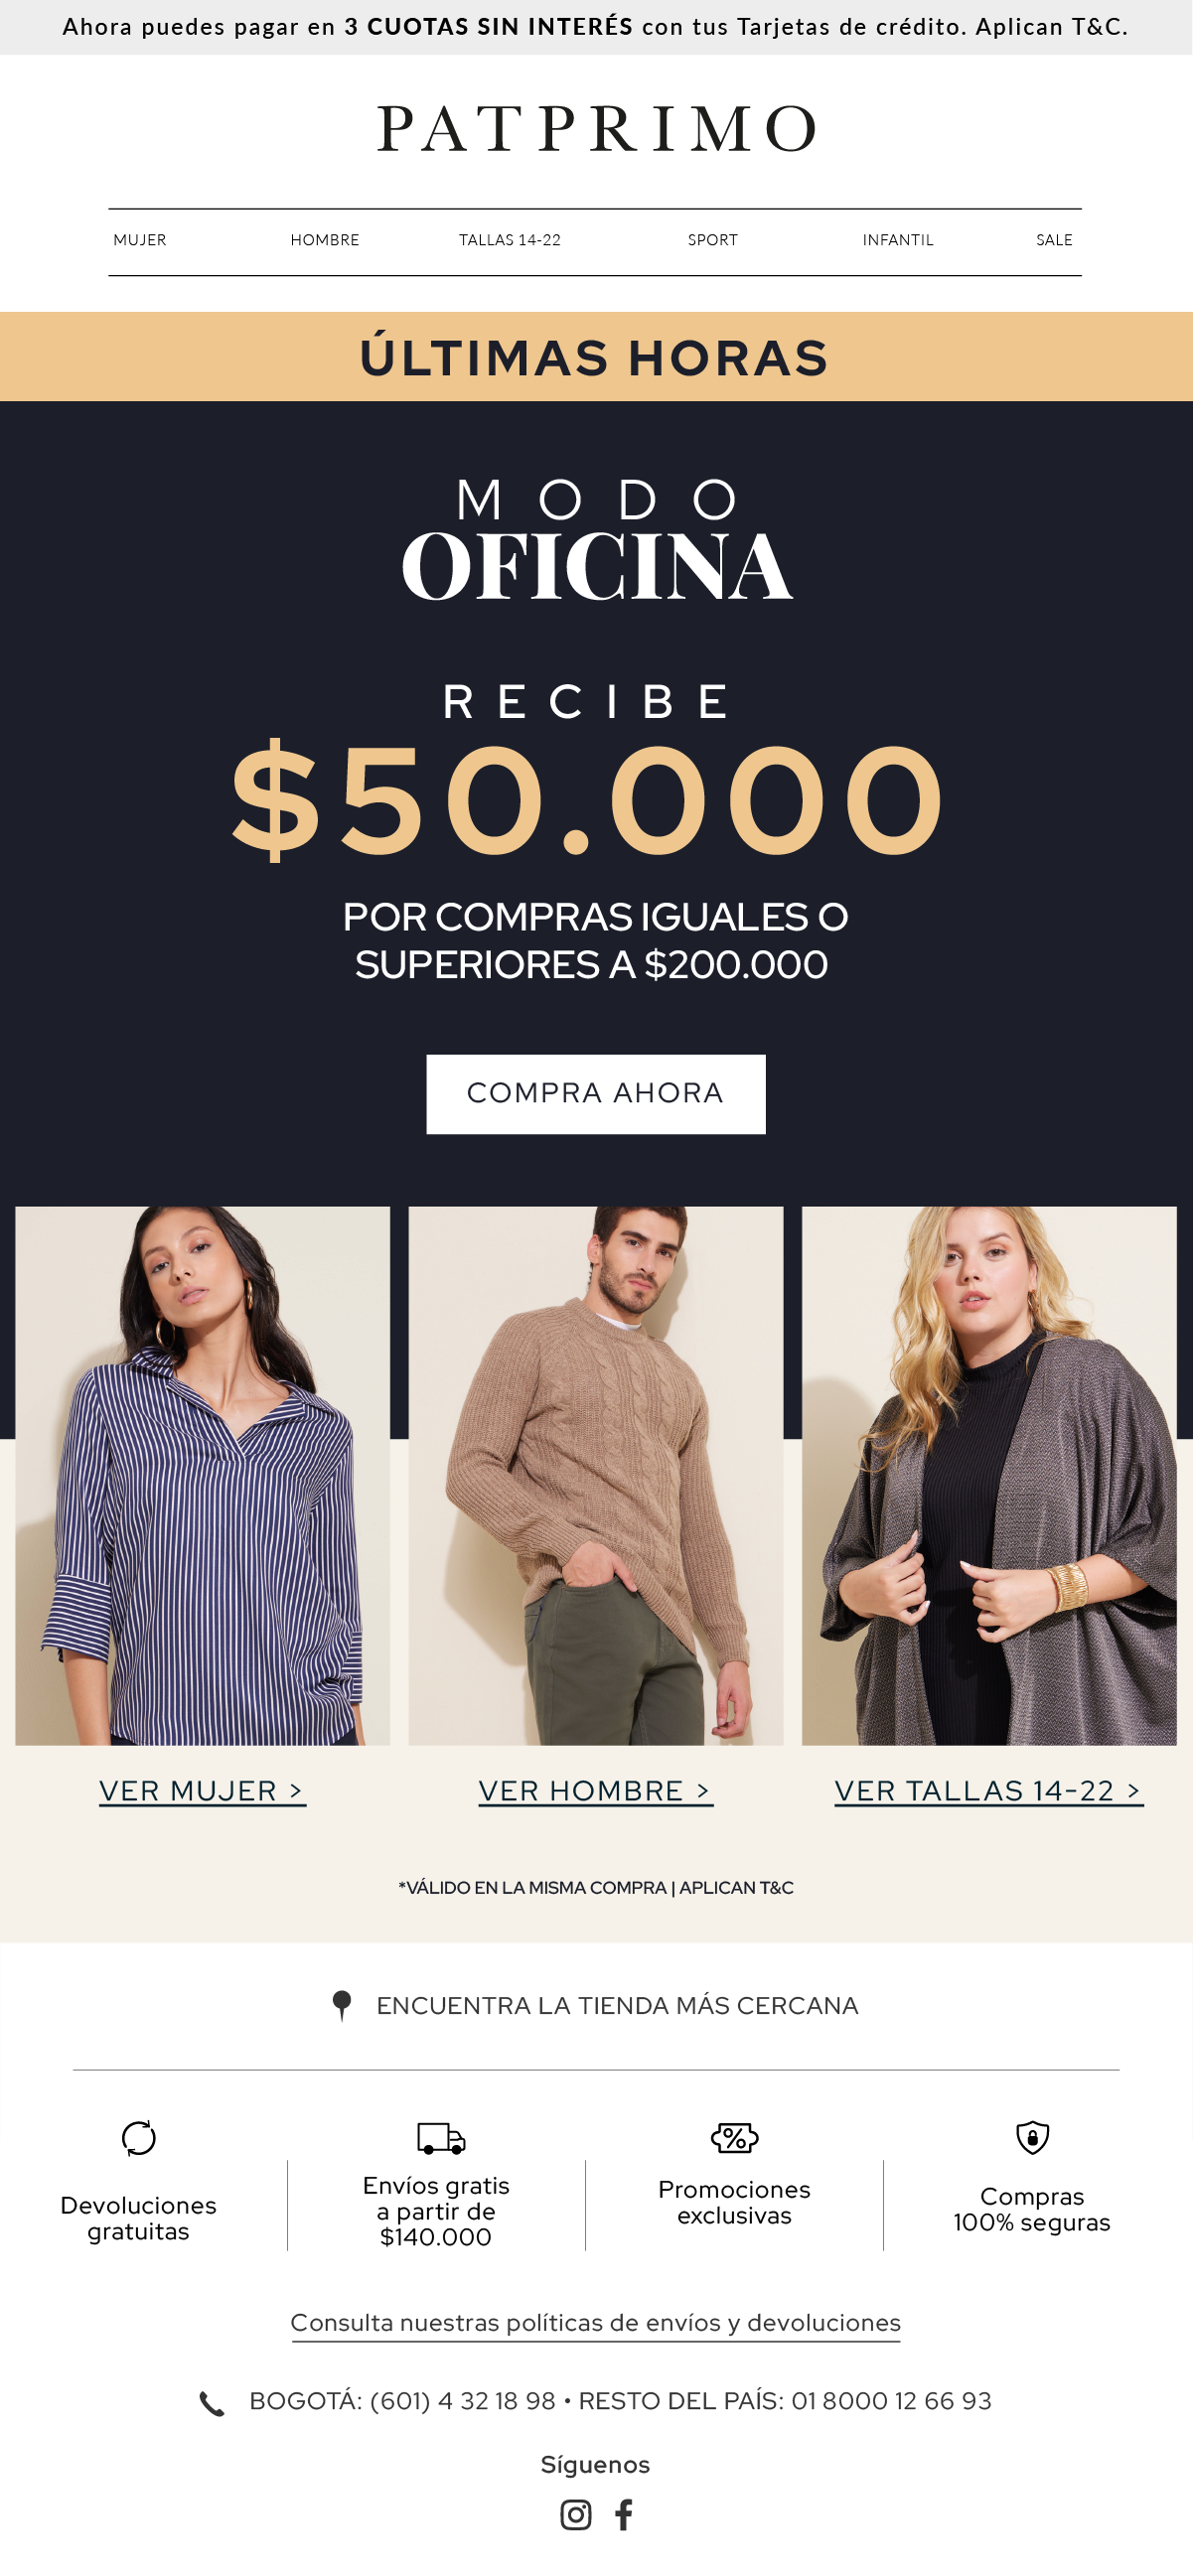 Ahora puedes pagar en 3 CUOTAS SIN INTERÉS con tus Tarjetas de crédito. Aplican T&C.
PATPRIMO
MUJER HOMBRE TALLAS 14-22 SPORT INFANTIL SALE
ÚLTIMAS HORAS
MODO
OFICINA
RECIBE
$50.000
POR COMPRAS IGUALES O
SUPERIORES A $200.000
COMPRA AHORA
VER MUJER > VER HOMBRE > VER TALLAS 14-22 >
*VÁLIDO EN LA MISMA COMPRA | APLICAN T&C
ENCUENTRA LA TIENDA MÁS CERCANA
Devoluciones
gratuitas
Envíos gratis
a partir de
$140.000
Promociones
exclusivas
Compras
100% seguras
Consulta nuestras políticas de envíos y devoluciones
BOGOTÁ: (601) 4 32 18 98 • RESTO DEL PAÍS: 01 8000 12 66 93
Síguenos